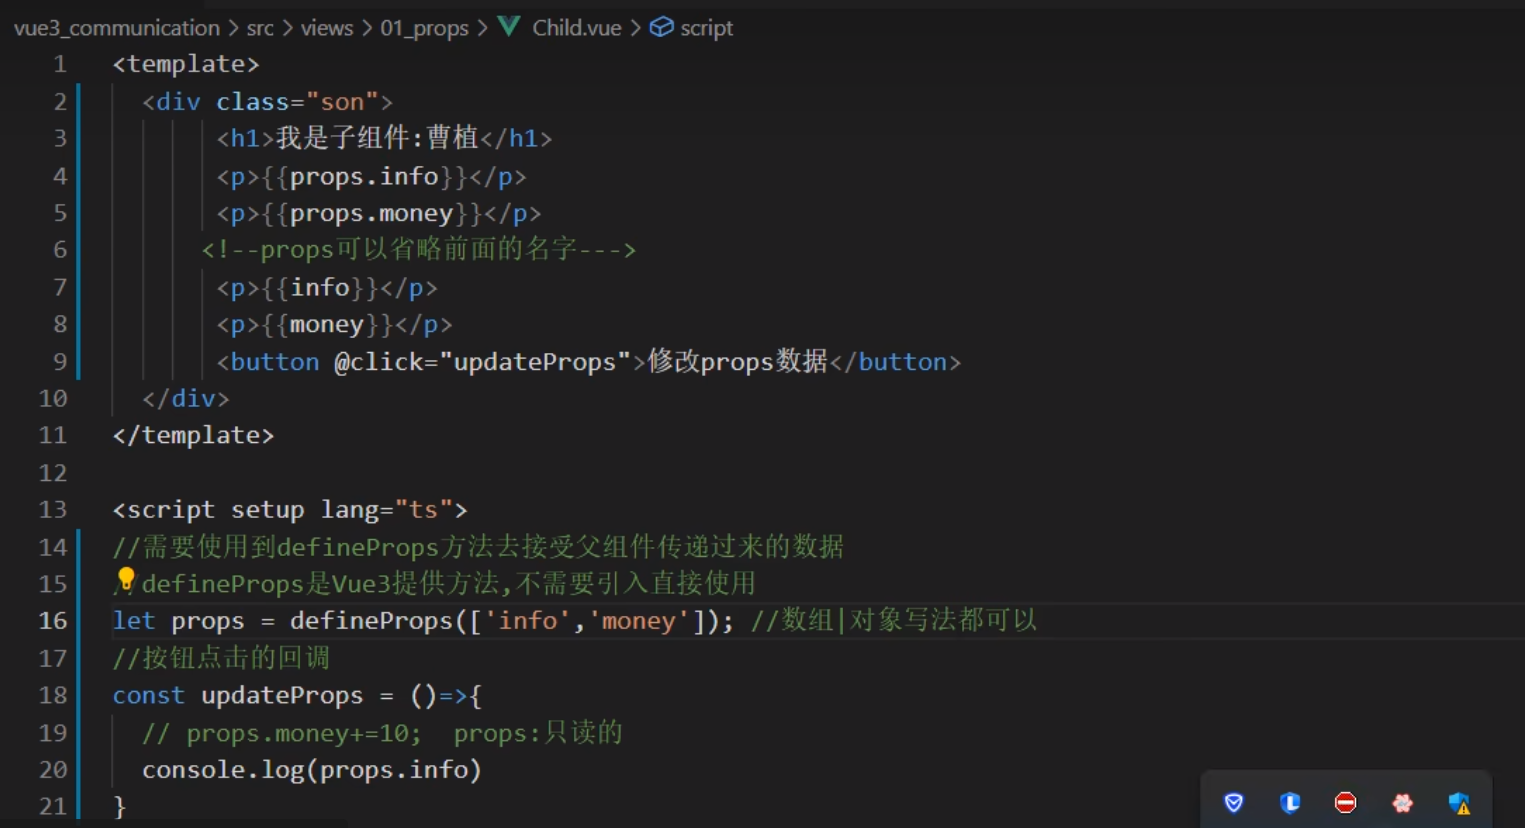 vue3_communication > src > views > 01_props > Child.vue > script
1 <template>
2 <div class="son">
3 <h1>我是子组件:曹植</h1>
4 <p>{{props.info}}</p>
5 <p>{{props.money}}</p>
6 <!--props可以省略前面的名字--->
7 <p>{{info}}</p>
8 <p>{{money}}</p>
9 <button @click="updateProps">修改props数据</button>
10 </div>
11 </template>
12
13 <script setup lang="ts">
14 //需要使用到defineProps方法去接受父组件传递过来的数据
15 //defineProps是Vue3提供方法,不需要引入直接使用
16 let props = defineProps(['info','money']); //数组|对象写法都可以
17 //按钮点击的回调
18 const updateProps = ()=>{
19 // props.money+=10;  props:只读的
20 console.log(props.info)
21 }